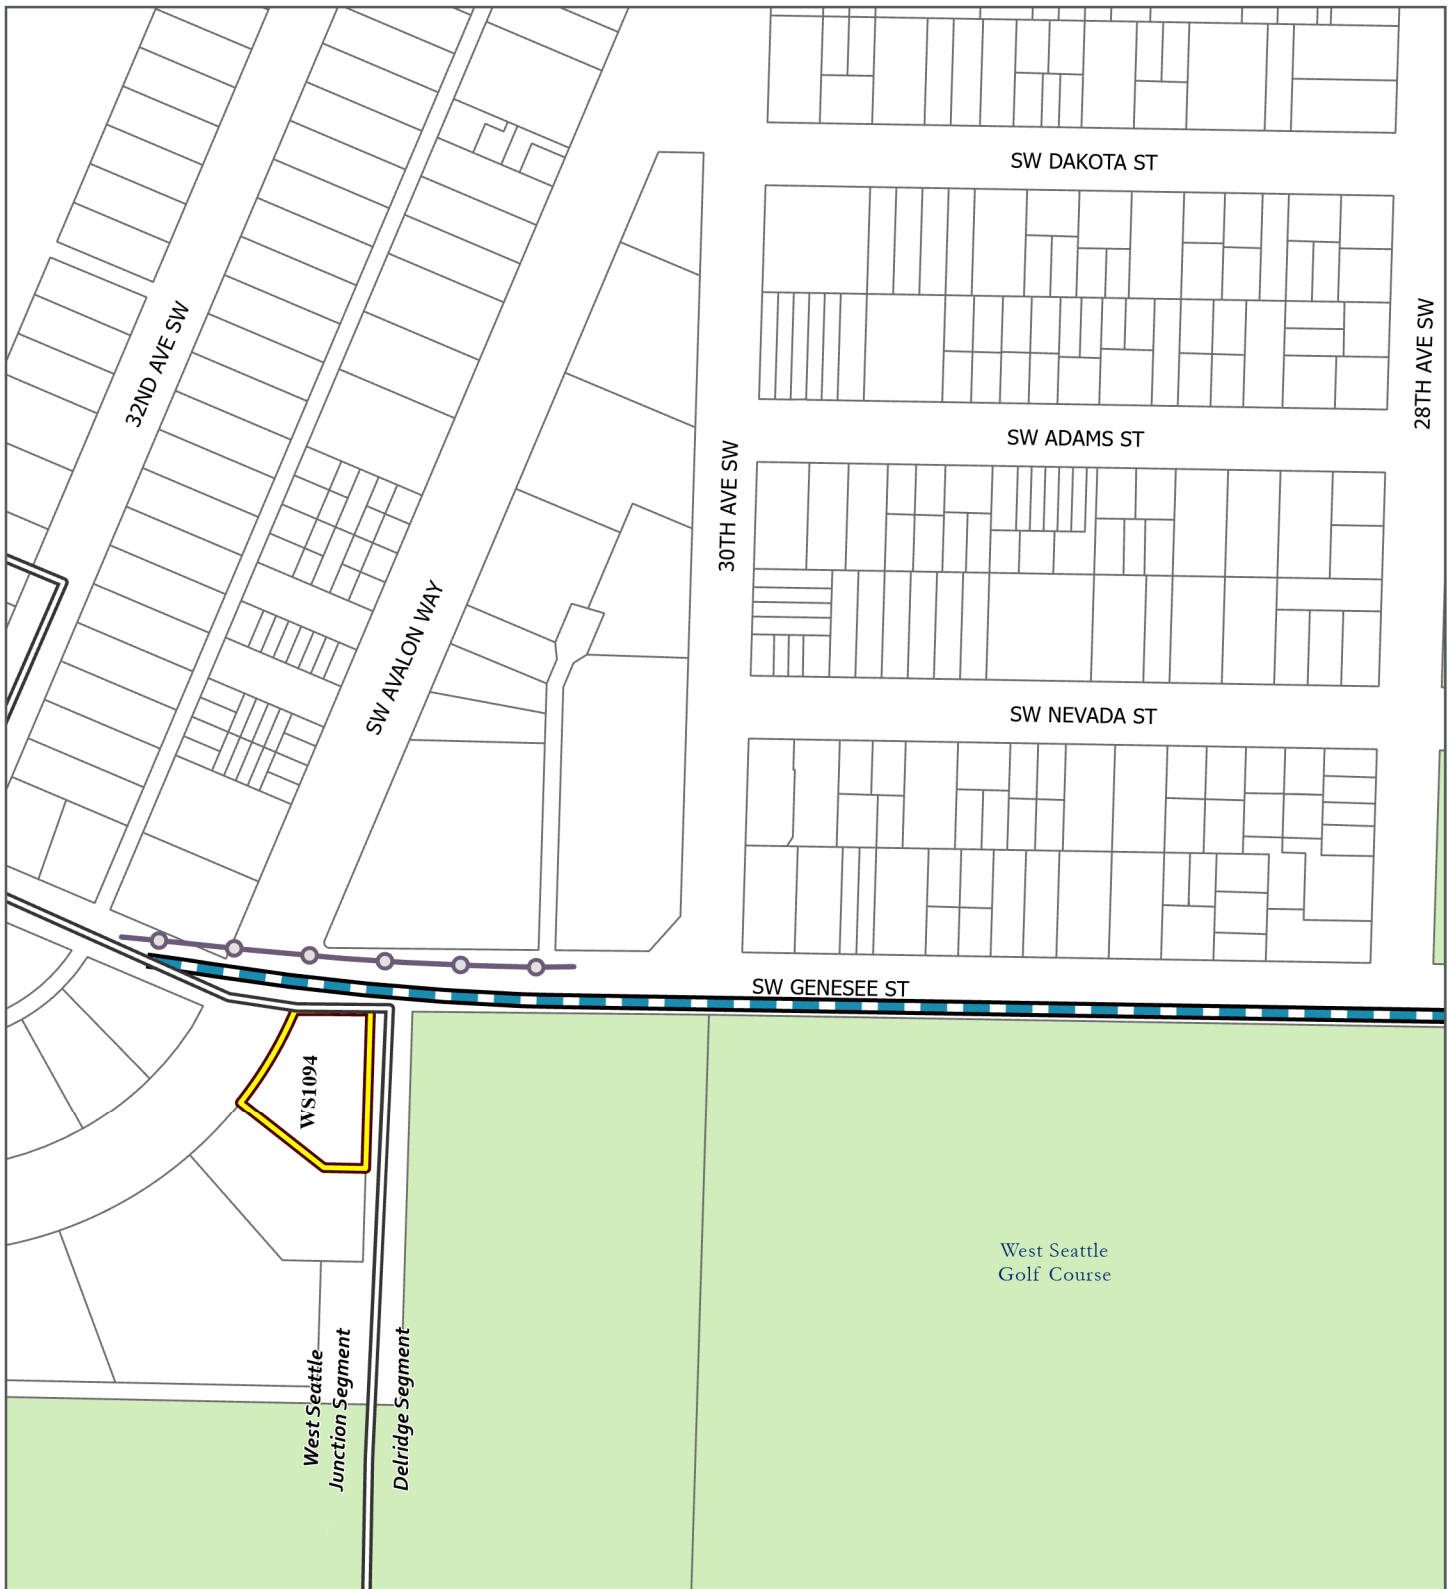 SW DAKOTA ST
32ND AVE SW
28TH AVE SW
SW ADAMS ST
30TH AVE SW
SW AVALON WAY
SW NEVADA ST
SW GENESEE ST
WS1094
West Seattle
Golf Course
West Seattle
Junction Segment
Delridge Segment